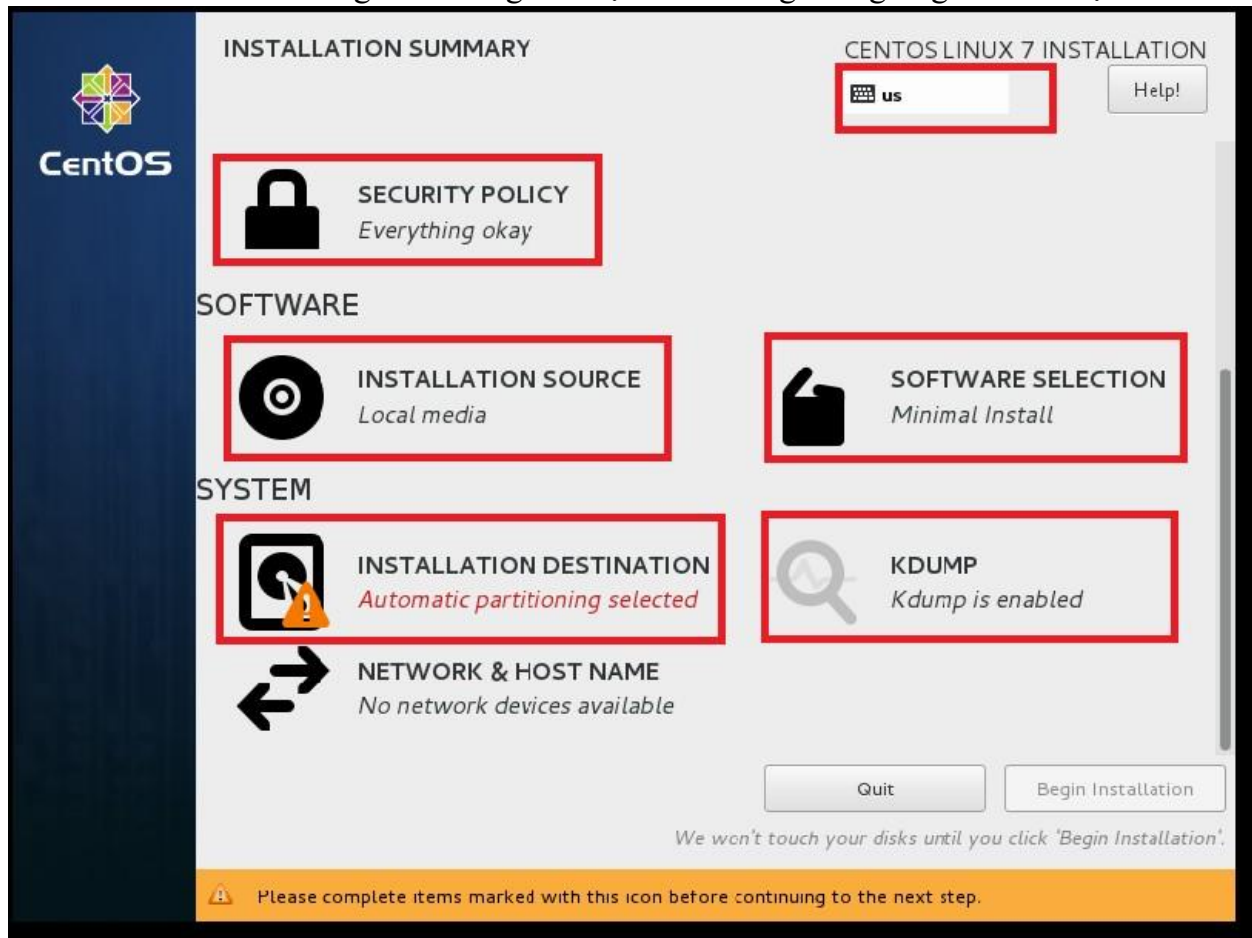 INSTALLATION SUMMARY
CENTOS LINUX 7 INSTALLATION
us
Help!
CentOS
SECURITY POLICY
Everything okay
SOFTWARE
INSTALLATION SOURCE
Local media
SOFTWARE SELECTION
Minimal Install
SYSTEM
INSTALLATION DESTINATION
Automatic partitioning selected
KDUMP
Kdump is enabled
NETWORK & HOST NAME
No network devices available
Quit
Begin Installation
We won't touch your disks until you click 'Begin Installation'.
Please complete items marked with this icon before continuing to the next step.